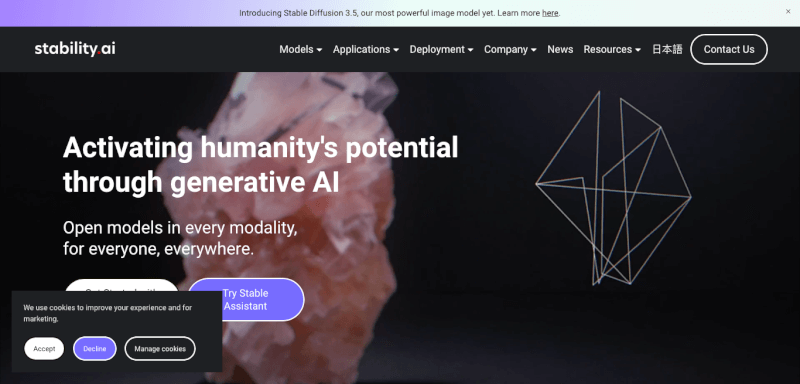 Introducing Stable Diffusion 3.5, our most powerful image model yet. Learn more here.
×
stability.ai
Models
Applications
Deployment
Company
News
Resources
日本語
Contact Us
Activating humanity's potential
through generative AI
Open models in every modality,
for everyone, everywhere.
Try Stable
Assistant
We use cookies to improve your experience and for
marketing.
Accept
Decline
Manage cookies